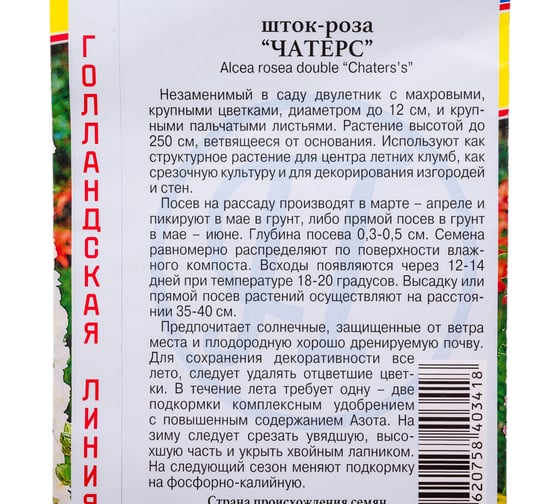 шток-роза
“ЧАТЕРС”
Alcea rosea double “Chaters’s”
Незаменимый в саду двулетник с махровыми,
крупными цветками, диаметром до 12 см, и круп-
ными пальчатыми листьями. Растение высотой до
250 см, ветвящееся от основания. Используют как
структурное растение для центра летних клумб, как
срезочную культуру и для декорирования изгородей
и стен.
Посев на рассаду производят в марте – апреле и
пикируют в мае в грунт, либо прямой посев в грунт
в мае – июне. Глубина посева 0,3-0,5 см. Семена
равномерно распределяют по поверхности влаж-
ного компоста. Всходы появляются через 12-14
дней при температуре 18-20 градусов. Высадку или
прямой посев растений осуществляют на расстоя-
нии 35-40 см.
Предпочитает солнечные, защищенные от ветра
места и плодородную хорошо дренируемую почву.
Для сохранения декоративности все
лето, следует удалять отцветшие цвет-
ки. В течение лета требует одну – две
подкормки комплексным удобрением
с повышенным содержанием Азота. На
зиму следует срезать увядшую, высо-
хшую часть и укрыть хвойным лапником.
На следующий сезон меняют подкормку
на фосфорно-калийную.
Страна происхождения семян
ГОЛЛАНДСКАЯ ЛИНИЯ
620758 403418